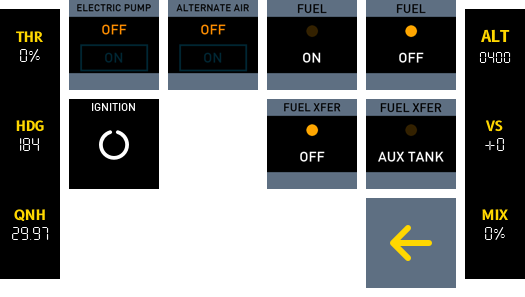 THR
0%
HDG
184
QNH
29.97
ELECTRIC PUMP
OFF
ON
ALTERNATE AIR
OFF
ON
FUEL
ON
FUEL
OFF
IGNITION
FUEL XFER
OFF
FUEL XFER
AUX TANK
ALT
0400
VS
+0
MIX
0%